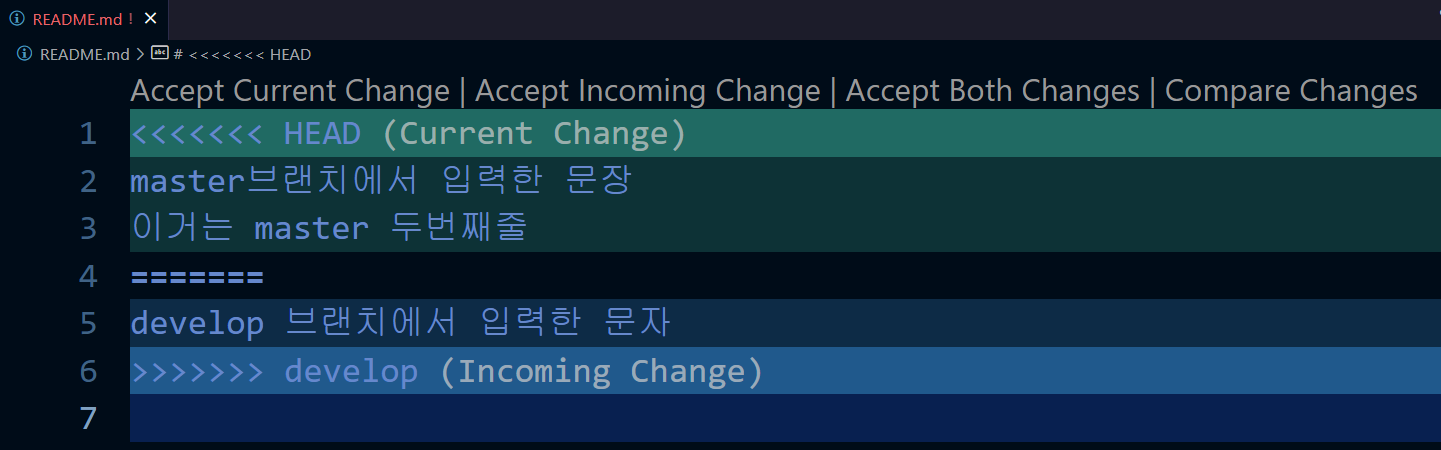 README.md ! ×
README.md > # <<<<<<< HEAD
Accept Current Change | Accept Incoming Change | Accept Both Changes | Compare Changes
1 <<<<<<< HEAD (Current Change)
2 master브랜치에서 입력한 문장
3 이거는 master 두번째줄
4 =======
5 develop 브랜치에서 입력한 문자
6 >>>>>>> develop (Incoming Change)
7